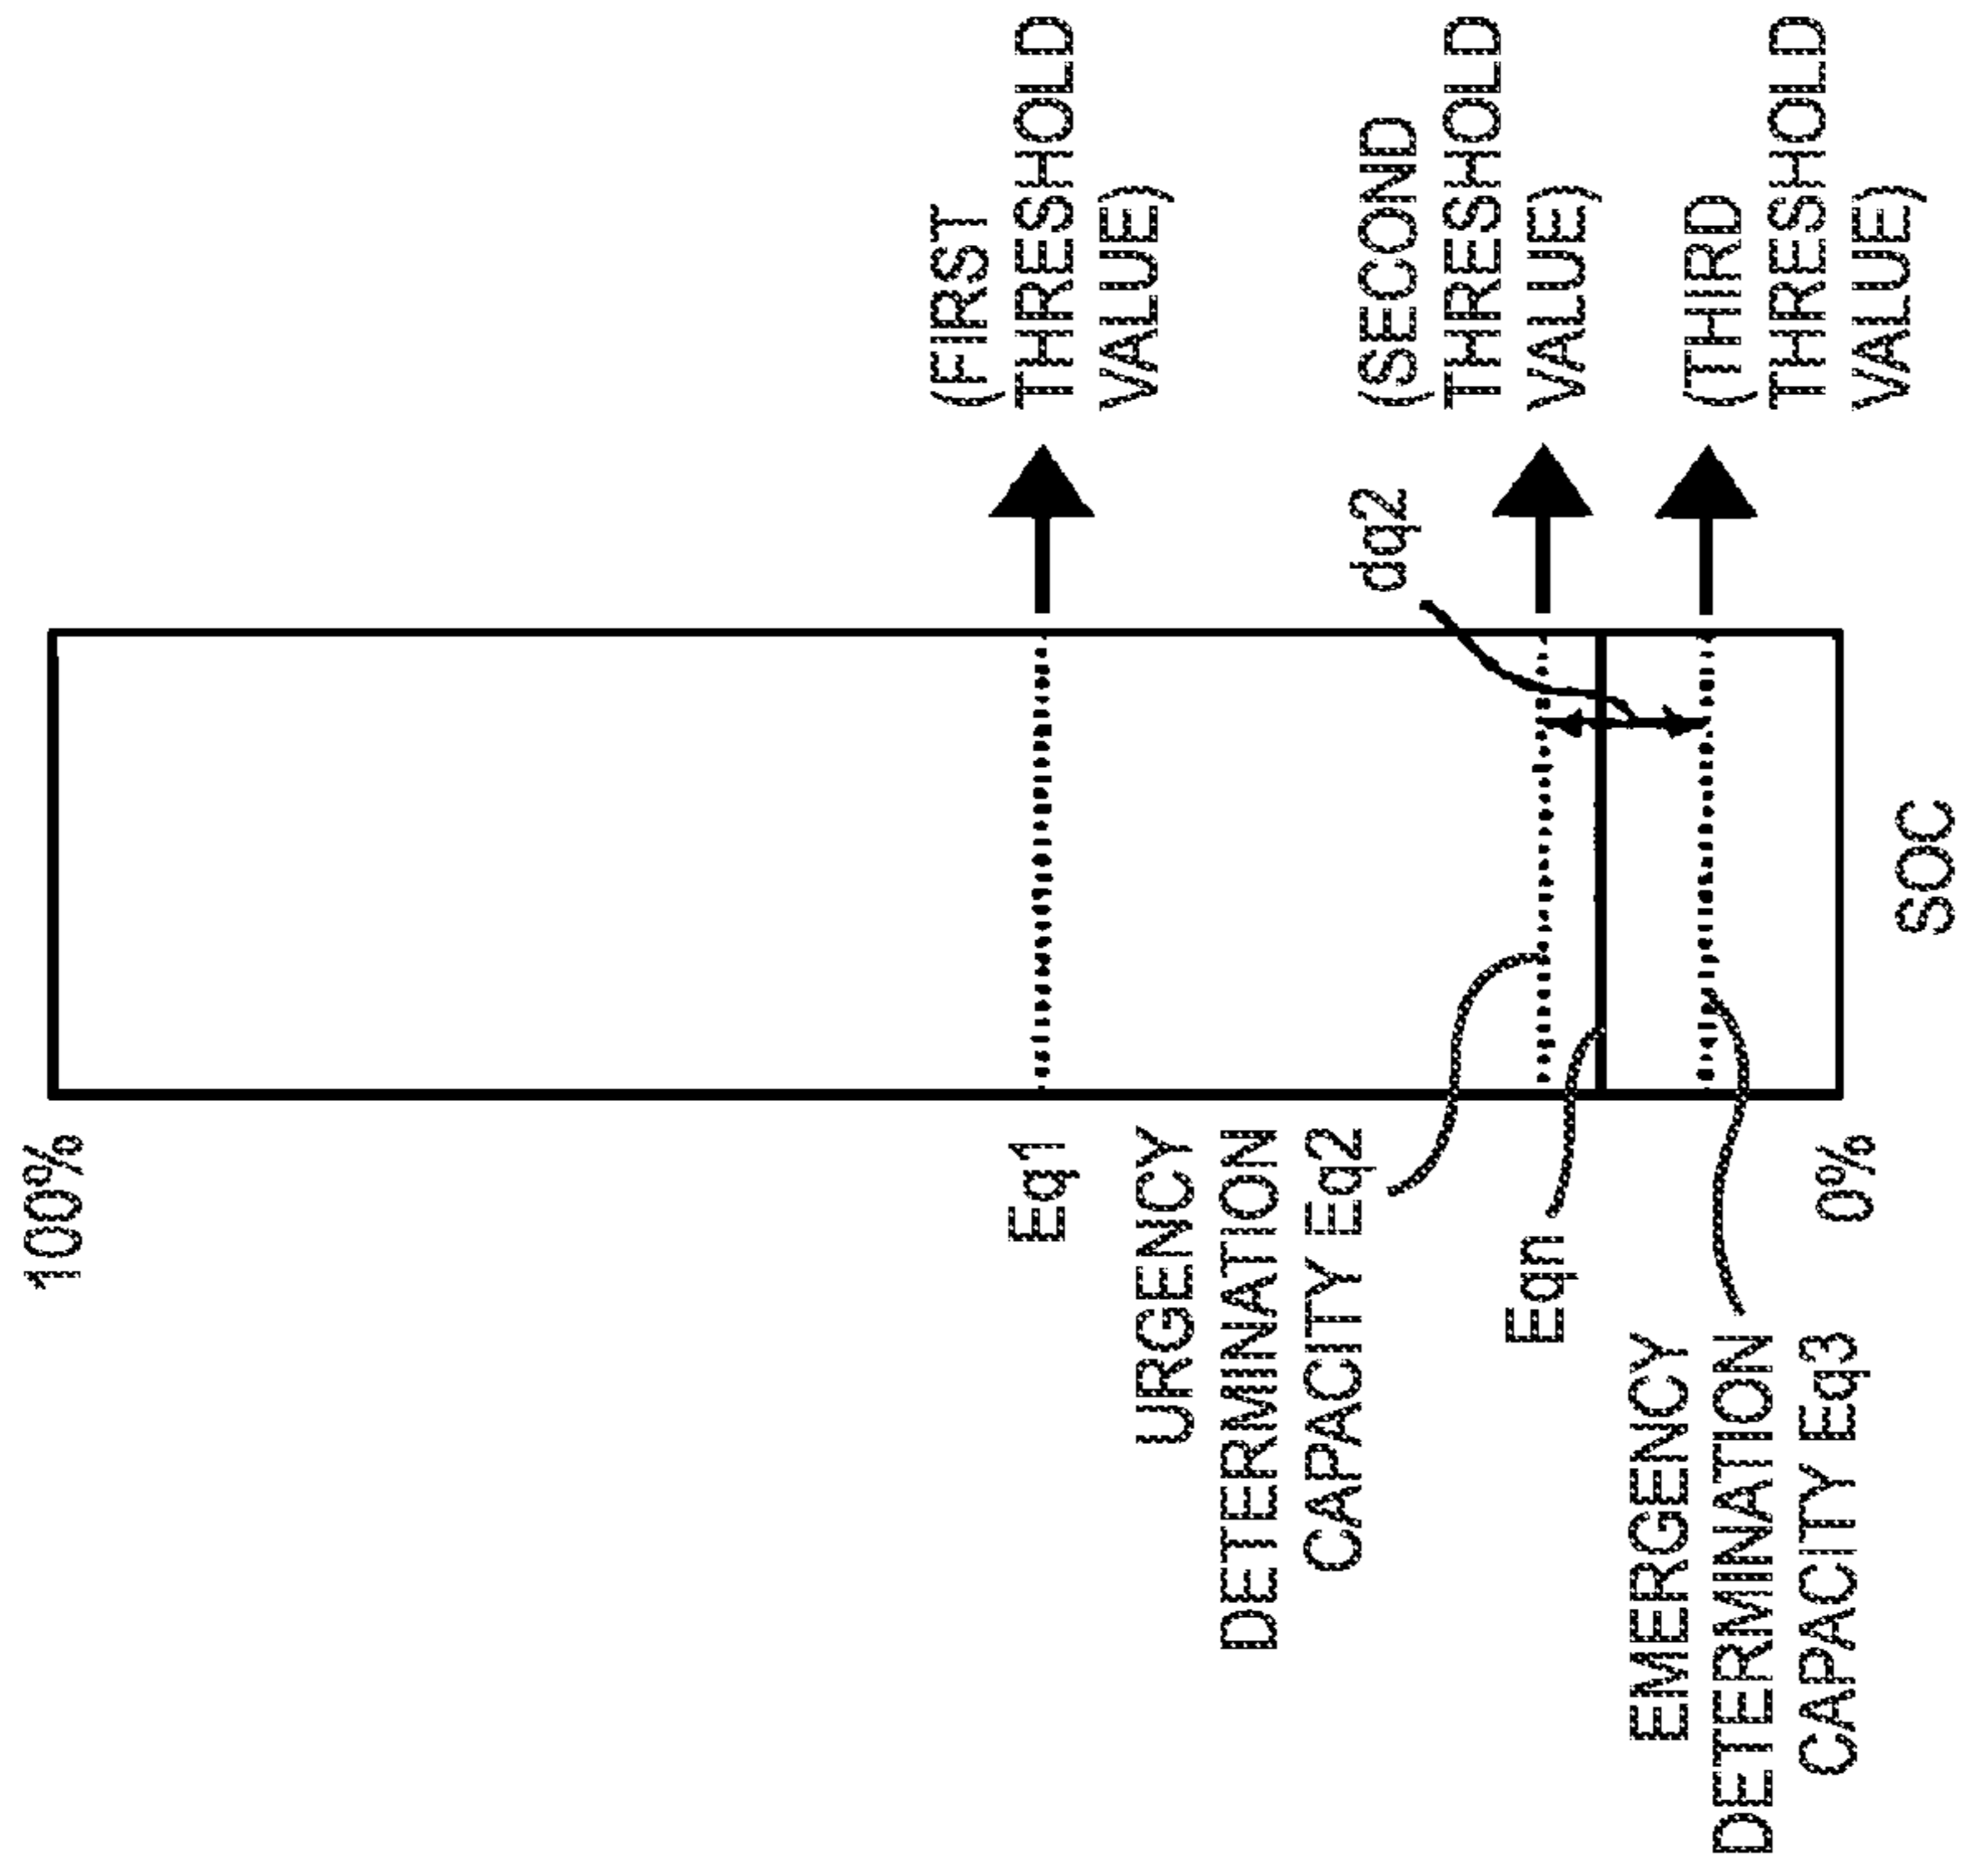 100%
Eq1
URGENCY
DETERMINATION
CAPACITY Eq2
Eqn
EMERGENCY
DETERMINATION
CAPACITY Eq3
0%
SOC
dq2
(FIRST
THRESHOLD
VALUE)
(SECOND
THRESHOLD
VALUE)
(THIRD
THRESHOLD
VALUE)